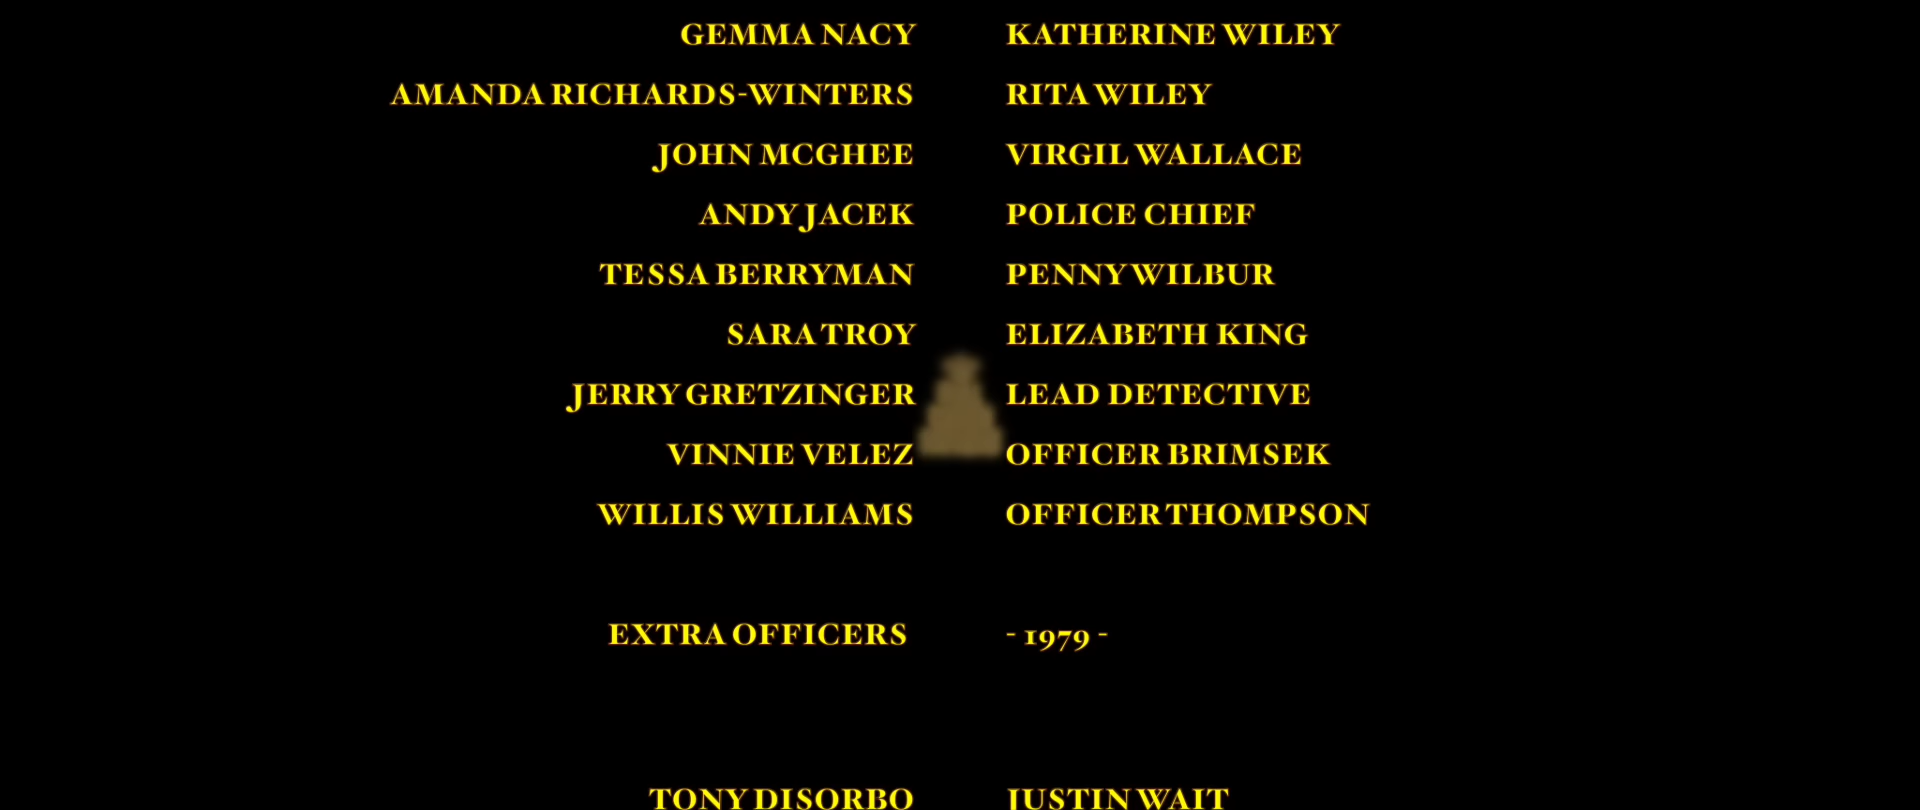 GEMMA NACY KATHERINE WILEY
AMANDA RICHARDS-WINTERS RITA WILEY
JOHN MCGHEE VIRGIL WALLACE
ANDY JACEK POLICE CHIEF
TESSA BERRYMAN PENNY WILBUR
SARA TROY ELIZABETH KING
JERRY GRETZINGER LEAD DETECTIVE
VINNIE VELEZ OFFICER BRIMSEK
WILLIS WILLIAMS OFFICER THOMPSON
EXTRA OFFICERS - 1979 -
TONY DISORBO JUSTIN WAIT